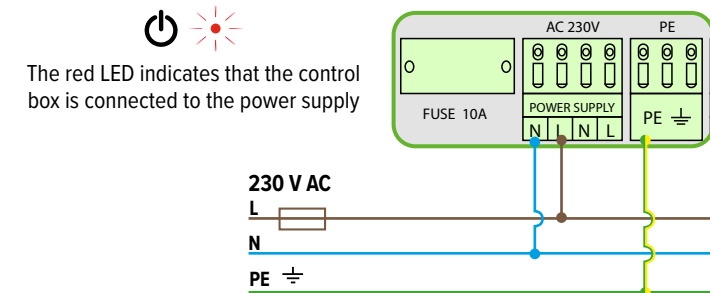 The red LED indicates that the control
box is connected to the power supply
AC 230V
PE
FUSE 10A
POWER SUPPLY
N L N L
PE
230 V AC
L
N
PE